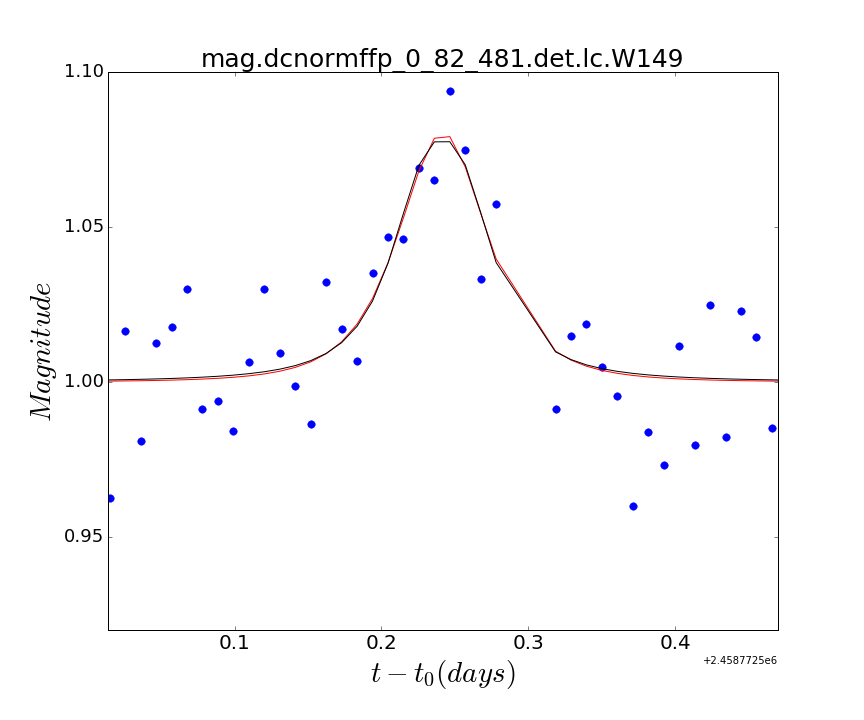 mag.dcnormffp_0_82_481.det.lc.W149
1.10
1.05
1.00
0.95
Magnitude
0.1 0.2 0.3 0.4
+2.4587725e6
t − t0(days)